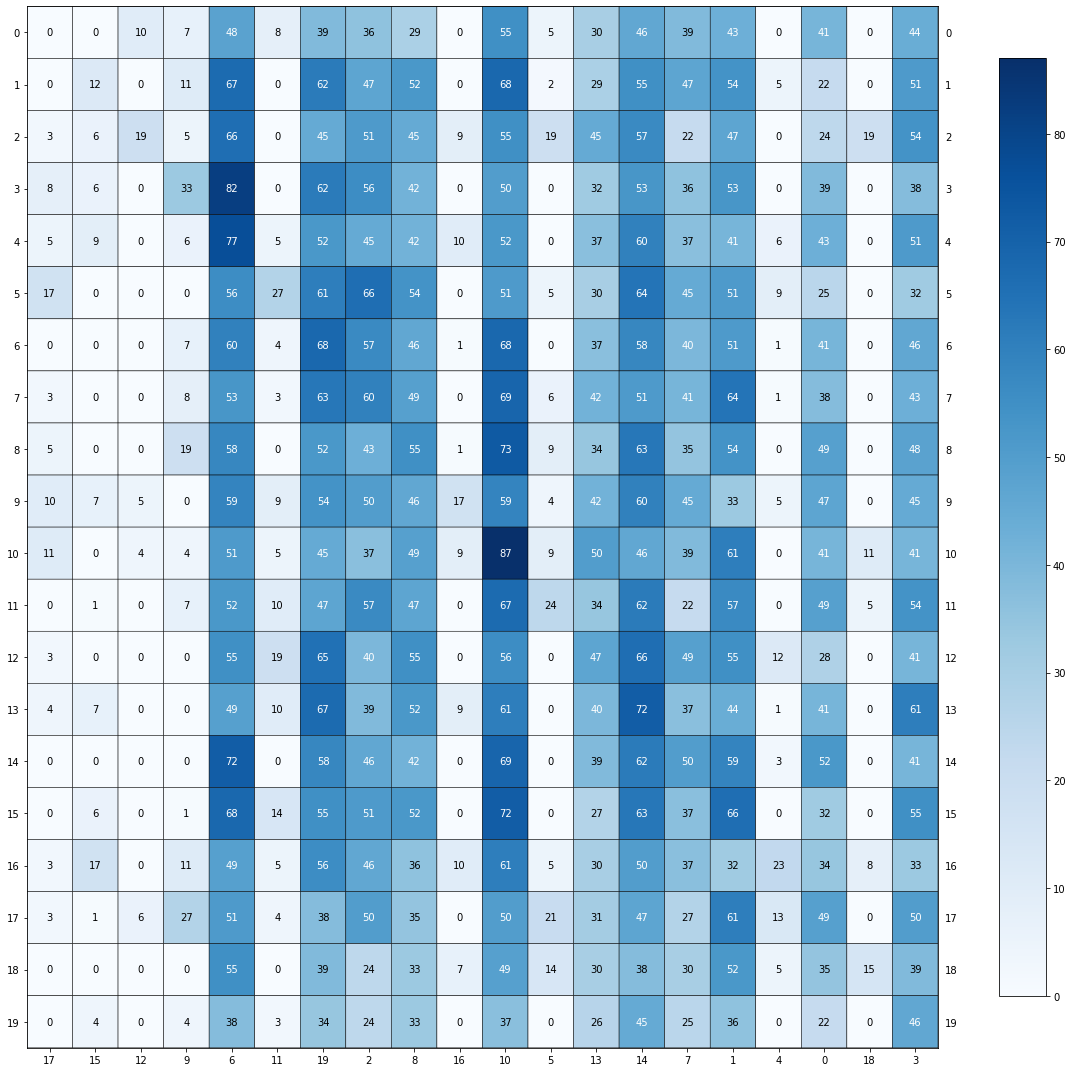 0 0 0 10 7 48 8 39 36 29 0 55 5 30 46 39 43 0 41 0 44 0
1 0 12 0 11 67 0 62 47 52 0 68 2 29 55 47 54 5 22 0 51 1
2 3 6 19 5 66 0 45 51 45 9 55 19 45 57 22 47 0 24 19 54 2
3 8 6 0 33 82 0 62 56 42 0 50 0 32 53 36 53 0 39 0 38 3
4 5 9 0 6 77 5 52 45 42 10 52 0 37 60 37 41 6 43 0 51 4
5 17 0 0 0 56 27 61 66 54 0 51 5 30 64 45 51 9 25 0 32 5
6 0 0 0 7 60 4 68 57 46 1 68 0 37 58 40 51 1 41 0 46 6
7 3 0 0 8 53 3 63 60 49 0 69 6 42 51 41 64 1 38 0 43 7
8 5 0 0 19 58 0 52 43 55 1 73 9 34 63 35 54 0 49 0 48 8
9 10 7 5 0 59 9 54 50 46 17 59 4 42 60 45 33 5 47 0 45 9
10 11 0 4 4 51 5 45 37 49 9 87 9 50 46 39 61 0 41 11 41 10
11 0 1 0 7 52 10 47 57 47 0 67 24 34 62 22 57 0 49 5 54 11
12 3 0 0 0 55 19 65 40 55 0 56 0 47 66 49 55 12 28 0 41 12
13 4 7 0 0 49 10 67 39 52 9 61 0 40 72 37 44 1 41 0 61 13
14 0 0 0 0 72 0 58 46 42 0 69 0 39 62 50 59 3 52 0 41 14
15 0 6 0 1 68 14 55 51 52 0 72 0 27 63 37 66 0 32 0 55 15
16 3 17 0 11 49 5 56 46 36 10 61 5 30 50 37 32 23 34 8 33 16
17 3 1 6 27 51 4 38 50 35 0 50 21 31 47 27 61 13 49 0 50 17
18 0 0 0 0 55 0 39 24 33 7 49 14 30 38 30 52 5 35 15 39 18
19 0 4 0 4 38 3 34 24 33 0 37 0 26 45 25 36 0 22 0 46 19
17 15 12 9 6 11 19 2 8 16 10 5 13 14 7 1 4 0 18 3
80
70
60
50
40
30
20
10
0